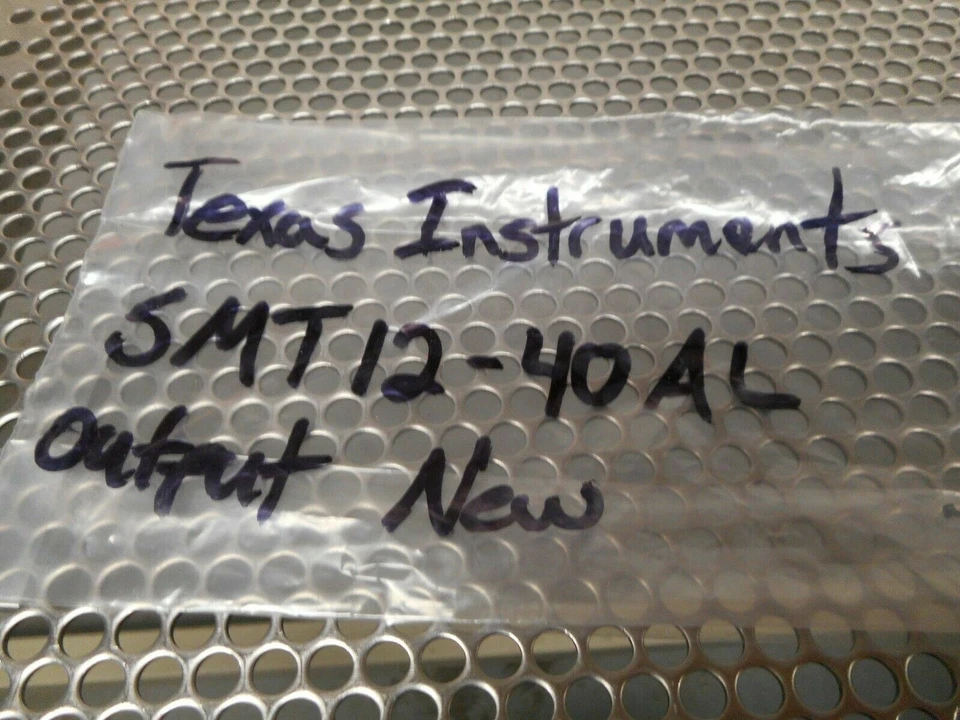 Texas Instruments
5MT12-40AL
Output New